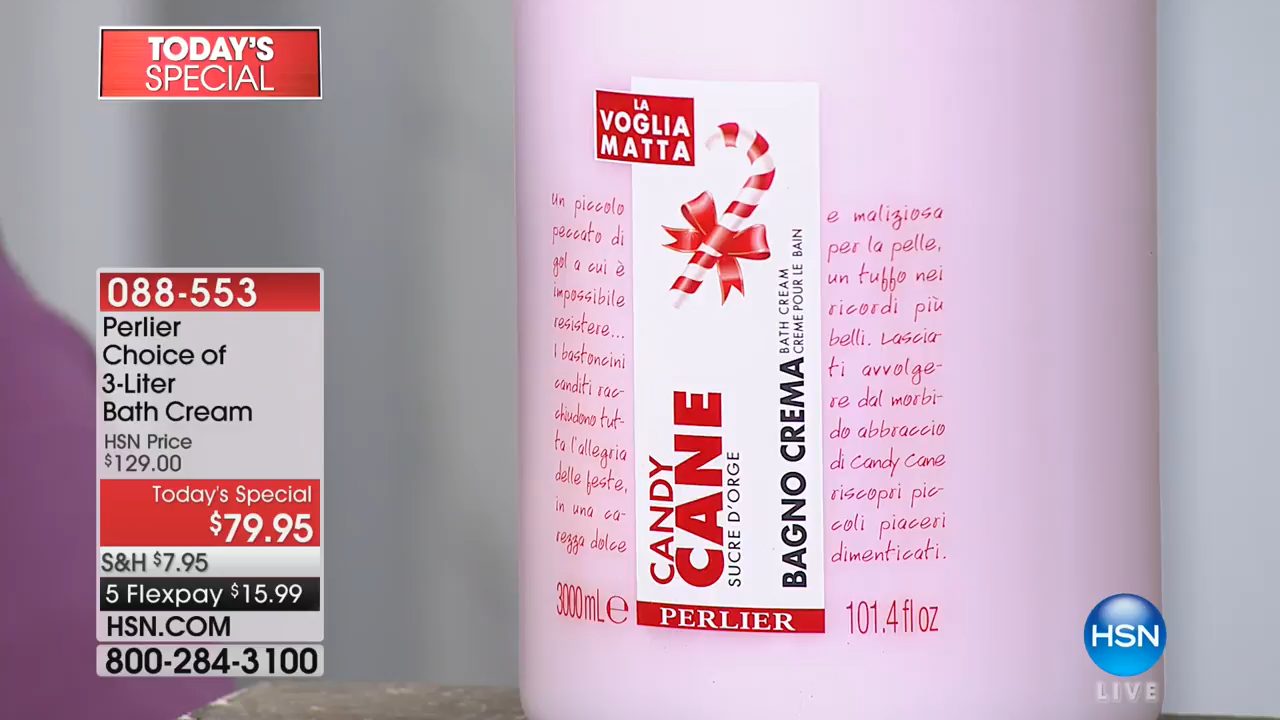 TODAY'S
SPECIAL
088-553
Perlier
Choice of
3-Liter
Bath Cream
HSN Price
$129.00
Today's Special
$79.95
S&H $7.95
5 Flexpay $15.99
HSN.COM
800-284-3100
LA
VOGLIA
MATTA
un piccolo
peccato di
gol a cui è
impossibile
resistere...
I bastoncini
canditi rac-
chiudono tut-
ta l'allegria
delle feste,
in una ca-
rezza dolce
e maliziosa
per la pelle,
un tuffo nei
ricordi più
belli. Lascia-
ti avvolge-
re dal morbi-
do abbraccio
di Candy Cane
riscopri pic-
coli piaceri
dimenticati.
CANDY
CANE
SUCRE D'ORGE
BAGNO CREMA
BATH CREAM
CREME POUR LE BAIN
3000mL e
PERLIER
101.4 fl oz
HSN
LIVE